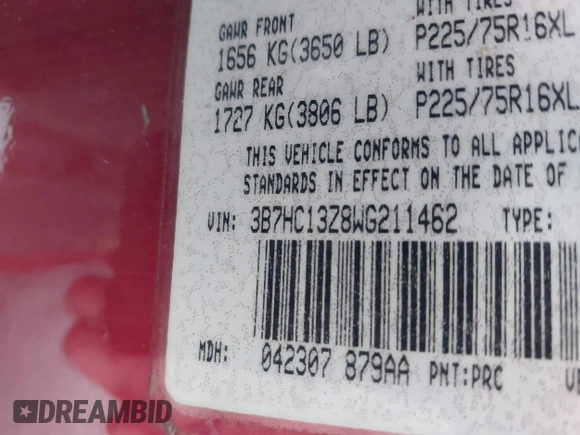 GAWR FRONT WITH TIRES
1656 KG(3650 LB) P225/75R16XL
GAWR REAR WITH TIRES
1727 KG(3806 LB) P225/75R16XL
THIS VEHICLE CONFORMS TO ALL APPLIC
STANDARDS IN EFFECT ON THE DATE OF
VIN: 3B7HC13Z8WG211462 TYPE:
MDH: 042307 879AA PNT:PRC
DREAMBID